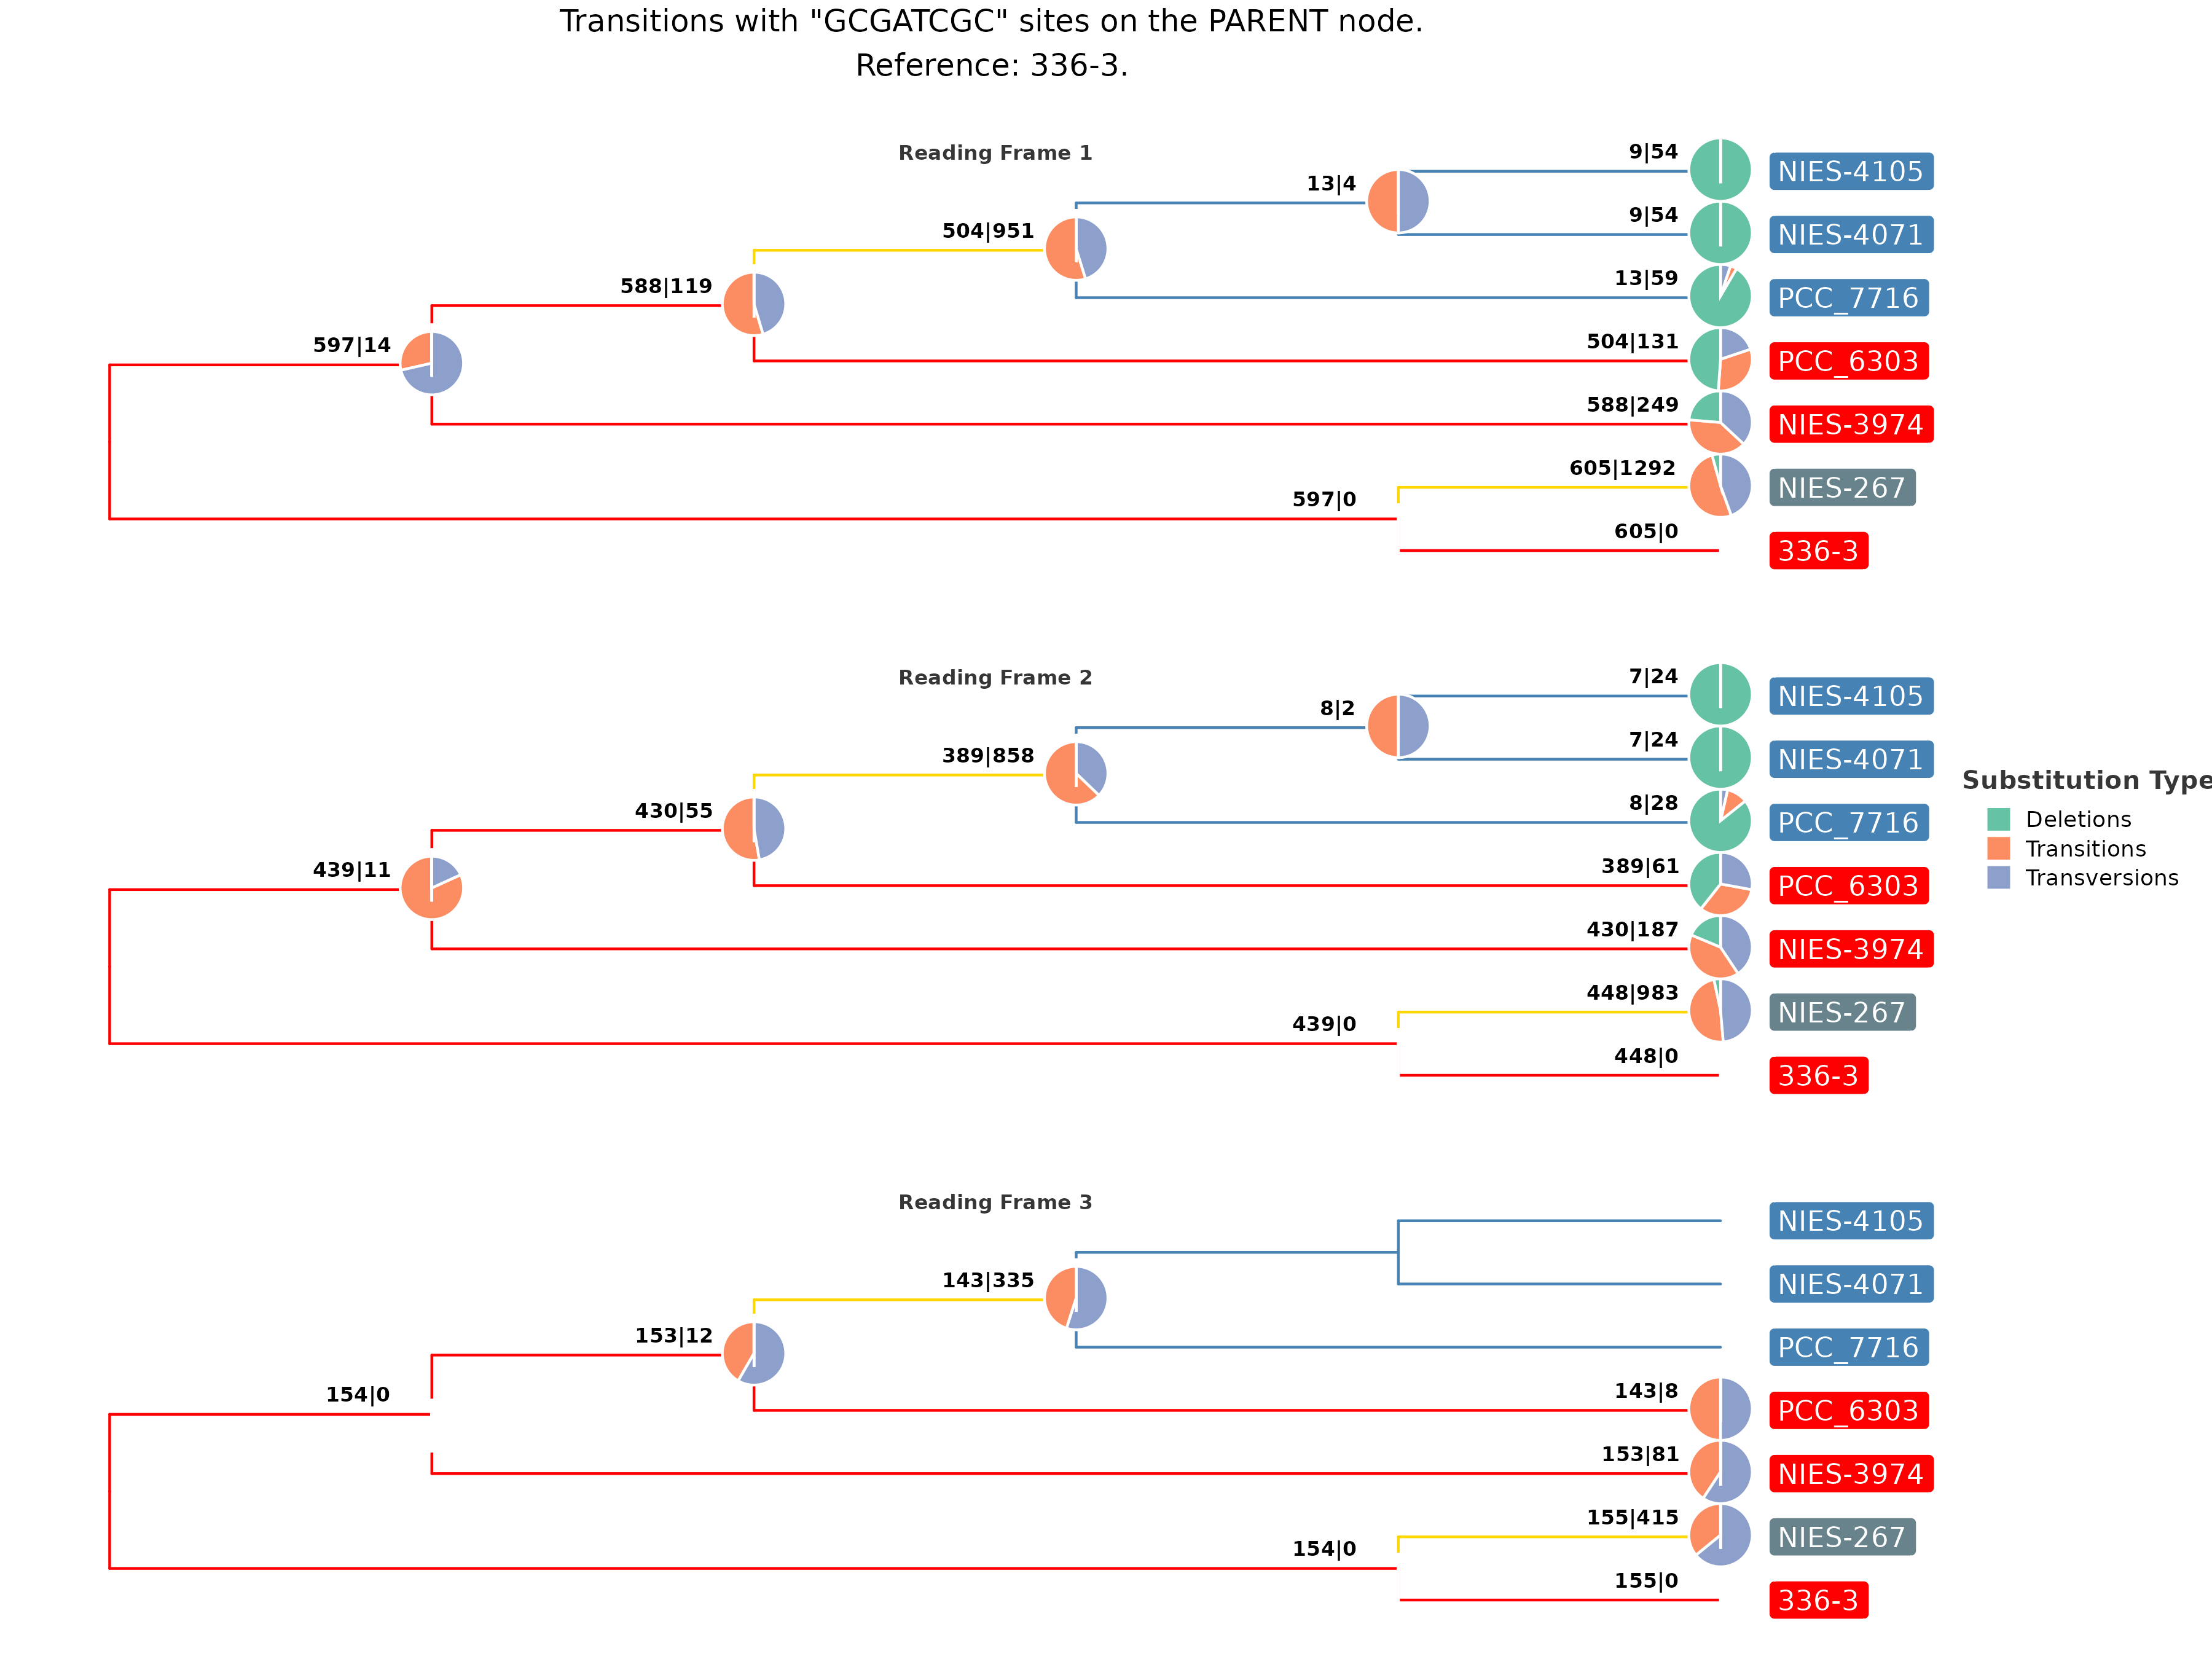 Transitions with "GCGATCGC" sites on the PARENT node.
Reference: 336-3.
Reading Frame 1
9|54
NIES-4105
13|4
9|54
NIES-4071
504|951
13|59
PCC_7716
588|119
504|131
PCC_6303
597|14
588|249
NIES-3974
605|1292
NIES-267
597|0
605|0
336-3
Reading Frame 2
7|24
NIES-4105
8|2
7|24
NIES-4071
389|858
8|28
PCC_7716
430|55
389|61
PCC_6303
439|11
430|187
NIES-3974
448|983
NIES-267
439|0
448|0
336-3
Substitution Type
Deletions
Transitions
Transversions
Reading Frame 3
NIES-4105
NIES-4071
143|335
PCC_7716
153|12
143|8
PCC_6303
154|0
153|81
NIES-3974
155|415
NIES-267
154|0
155|0
336-3